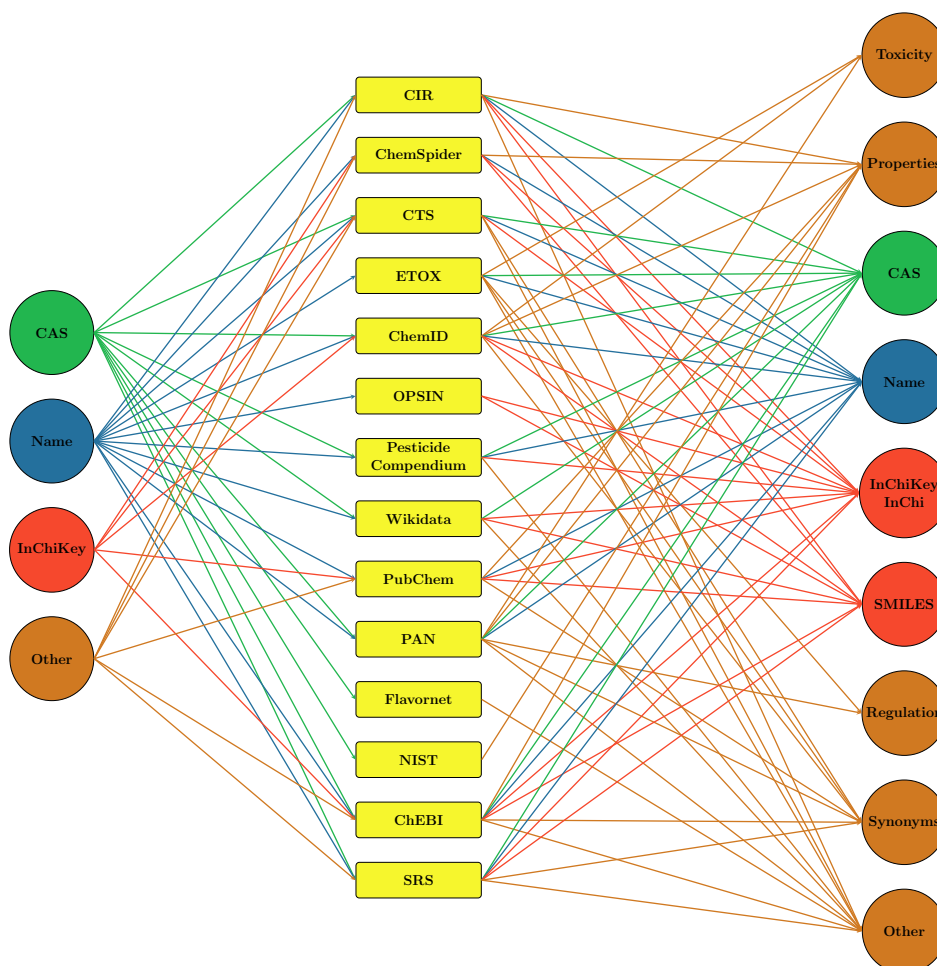 CAS
Name
InChiKey
Other
CIR
ChemSpider
CTS
ETOX
ChemID
OPSIN
Pesticide
Compendium
Wikidata
PubChem
PAN
Flavornet
NIST
ChEBI
SRS
Toxicity
Properties
CAS
Name
InChiKey
InChi
SMILES
Regulation
Synonyms
Other